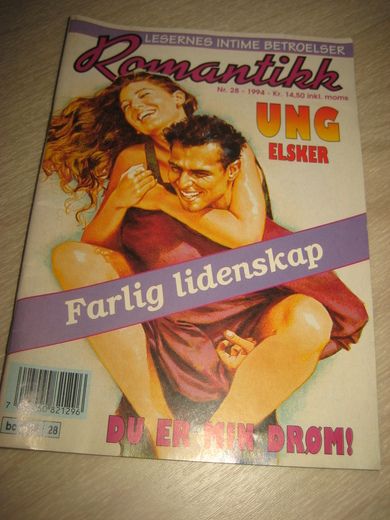 LESERNES INTIME BETROELSER
Romantikk
Nr. 28 - 1994 - Kr. 14,50 inkl. moms
UNG
ELSKER
Farlig lidenskap
DU ER MIN DRØM!
28